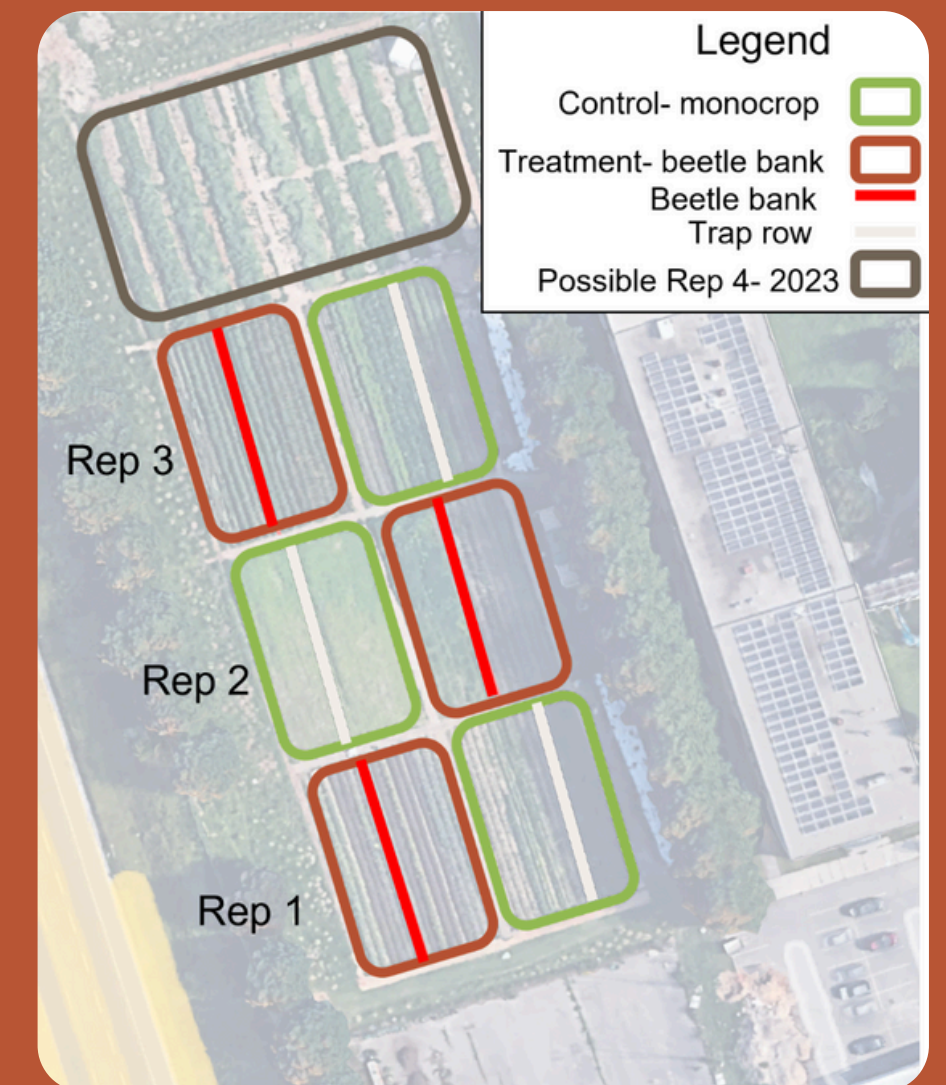 Legend
Control- monocrop
Treatment- beetle bank
Beetle bank
Trap row
Possible Rep 4- 2023
Rep 3
Rep 2
Rep 1